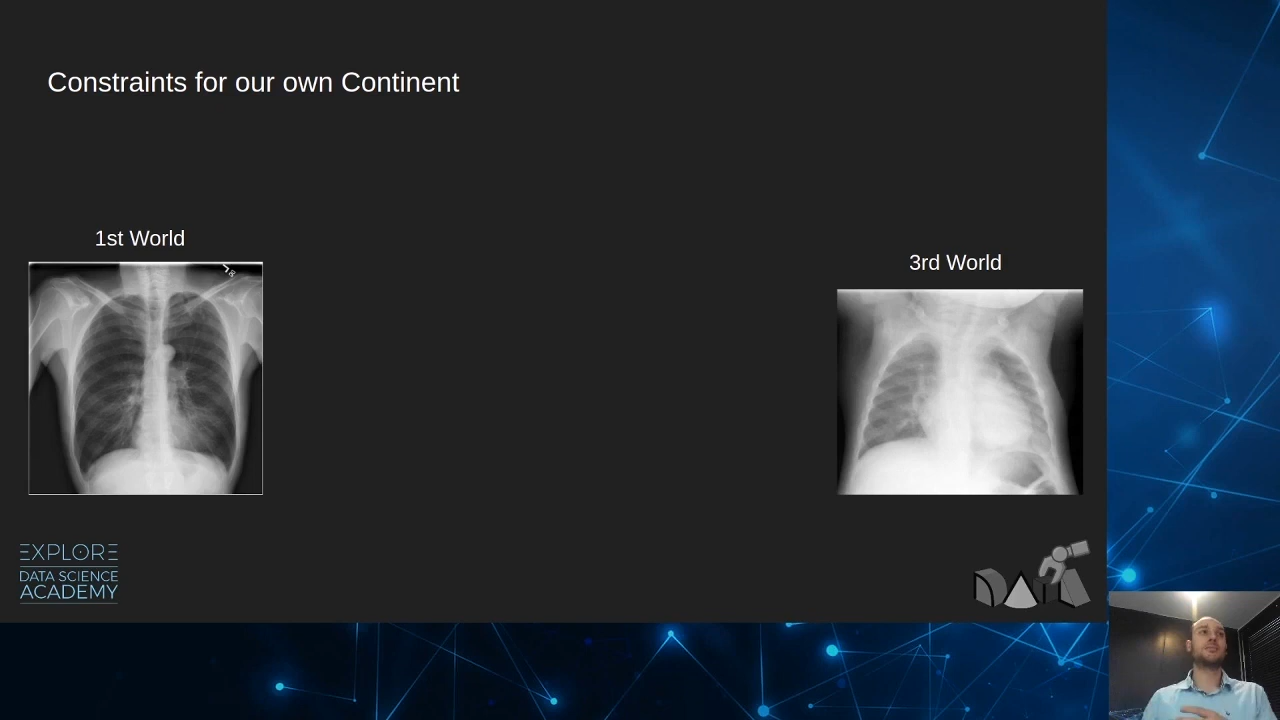 Constraints for our own Continent
1st World
3rd World
EXPLORE
DATA SCIENCE
ACADEMY